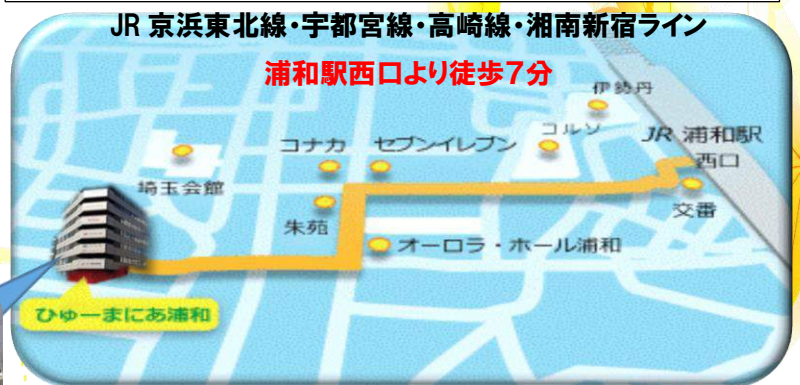 JR 京浜東北線・宇都宮線・高崎線・湘南新宿ライン
浦和駅西口より徒歩7分
伊勢丹
コルソ
JR 浦和駅
西口
コナカ
セブンイレブン
埼玉会館
交番
朱苑
オーロラ・ホール浦和
ひゅーまにあ浦和